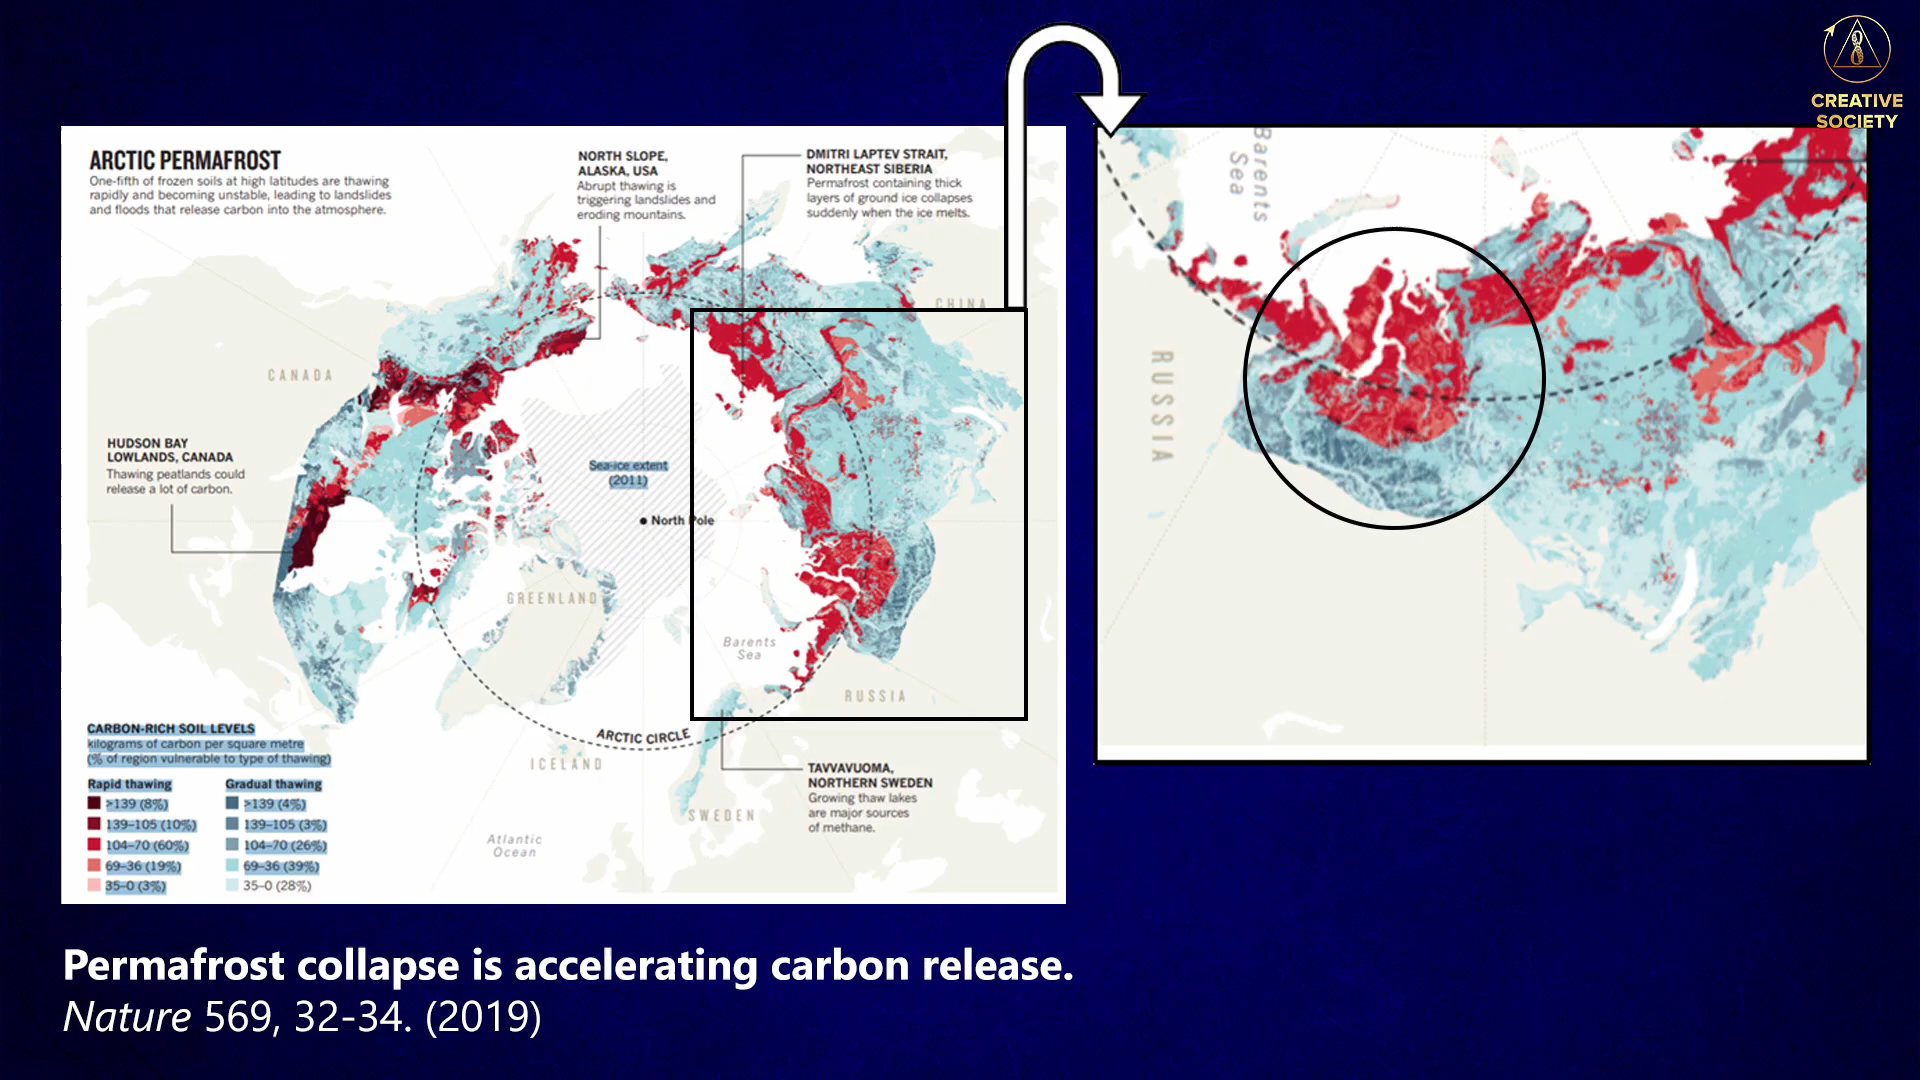 CREATIVE
SOCIETY
ARCTIC PERMAFROST
One-fifth of frozen soils at high latitudes are thawing
rapidly and becoming unstable, leading to landslides
and floods that release carbon into the atmosphere.
NORTH SLOPE,
ALASKA, USA
Abrupt thawing is
triggering landslides and
eroding mountains.
DMITRI LAPTEV STRAIT,
NORTHEAST SIBERIA
Permafrost containing thick
layers of ground ice collapses
suddenly when the ice melts.
CHINA
CANADA
HUDSON BAY
LOWLANDS, CANADA
Thawing peatlands could
release a lot of carbon.
Sea-ice extent
(2011)
North Pole
GREENLAND
Barents
Sea
RUSSIA
ARCTIC CIRCLE
ICELAND
SWEDEN
TAVVAVUOMA,
NORTHERN SWEDEN
Growing thaw lakes
are major sources
of methane.
Atlantic
Ocean
CARBON-RICH SOIL LEVELS
kilograms of carbon per square metre
(% of region vulnerable to type of thawing)
Rapid thawing
>139 (8%)
139–105 (10%)
104–70 (60%)
69–36 (19%)
35–0 (3%)
Gradual thawing
>139 (4%)
139–105 (3%)
104–70 (26%)
69–36 (39%)
35–0 (28%)
Barents
Sea
RUSSIA
Permafrost collapse is accelerating carbon release.
Nature 569, 32-34. (2019)